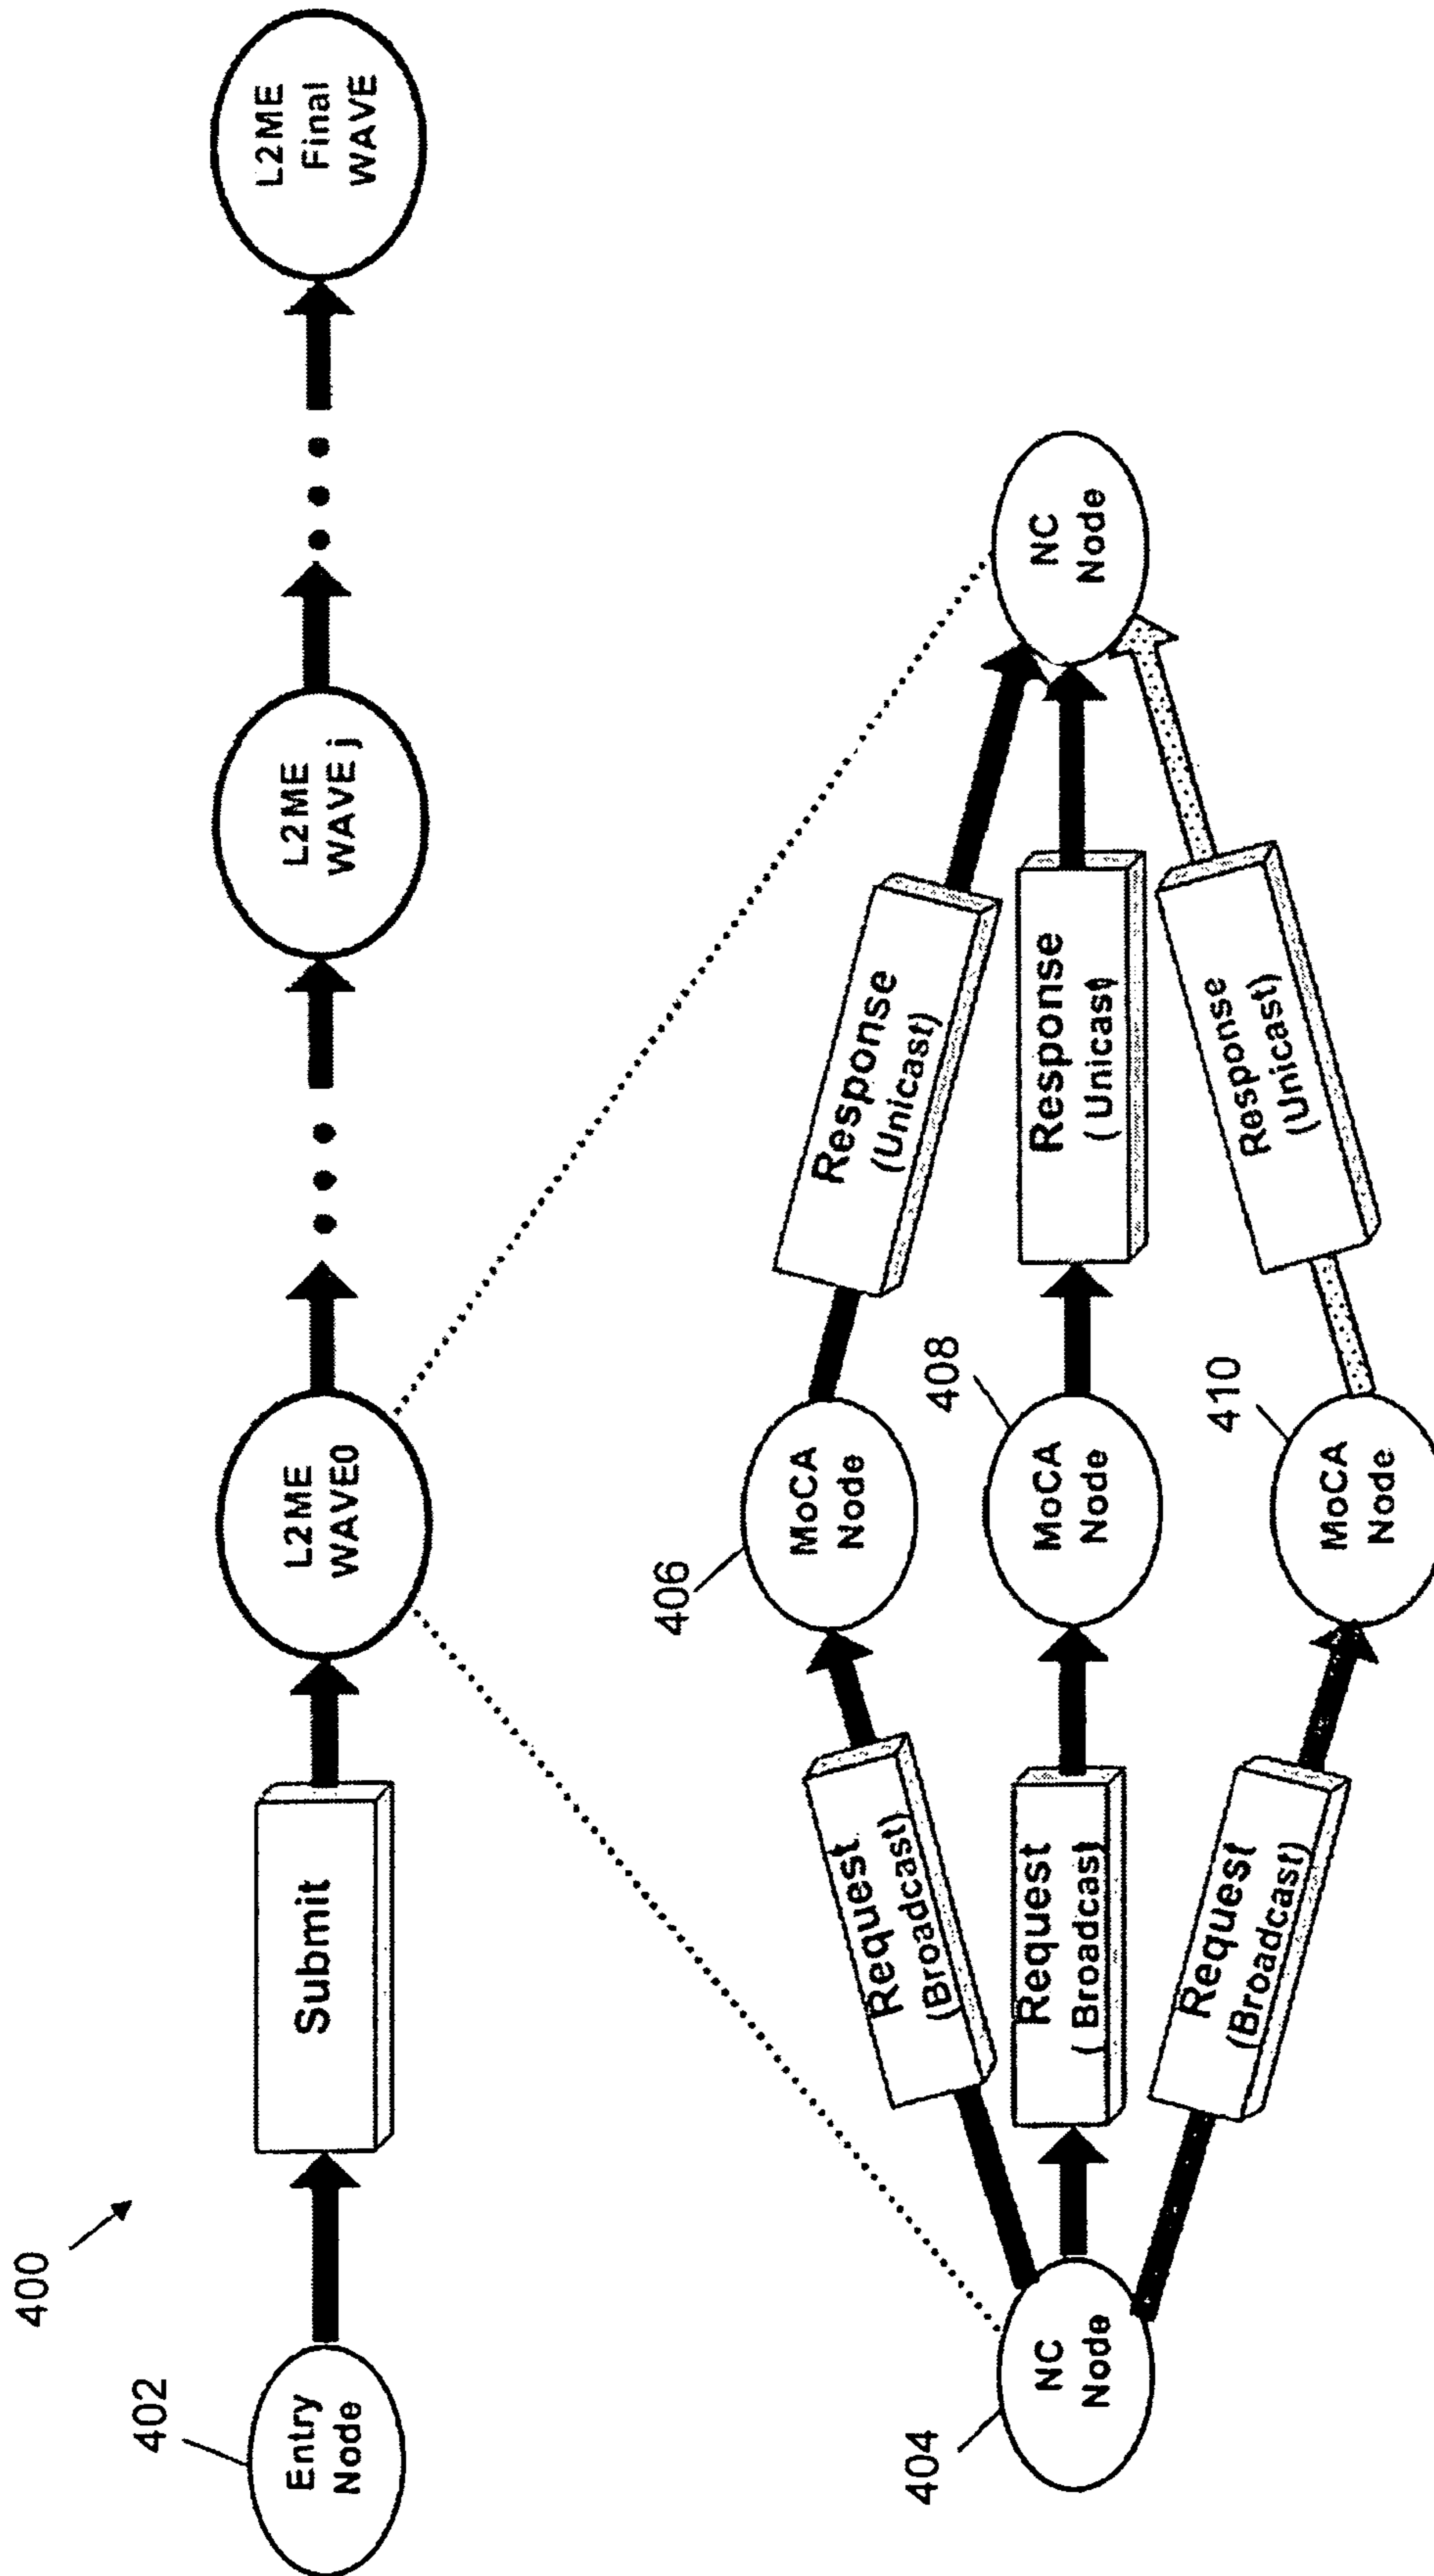 400
402
Entry
Node
Submit
L2ME
WAVE0
L2ME
WAVE j
L2ME
Final
WAVE
404
NC
Node
Request
(Broadcast)
Request
( Broadcast)
Request
(Broadcast)
406
MoCA
Node
408
MoCA
Node
410
MoCA
Node
Response
(Unicast)
Response
( Unicast)
Response
(Unicast)
NC
Node